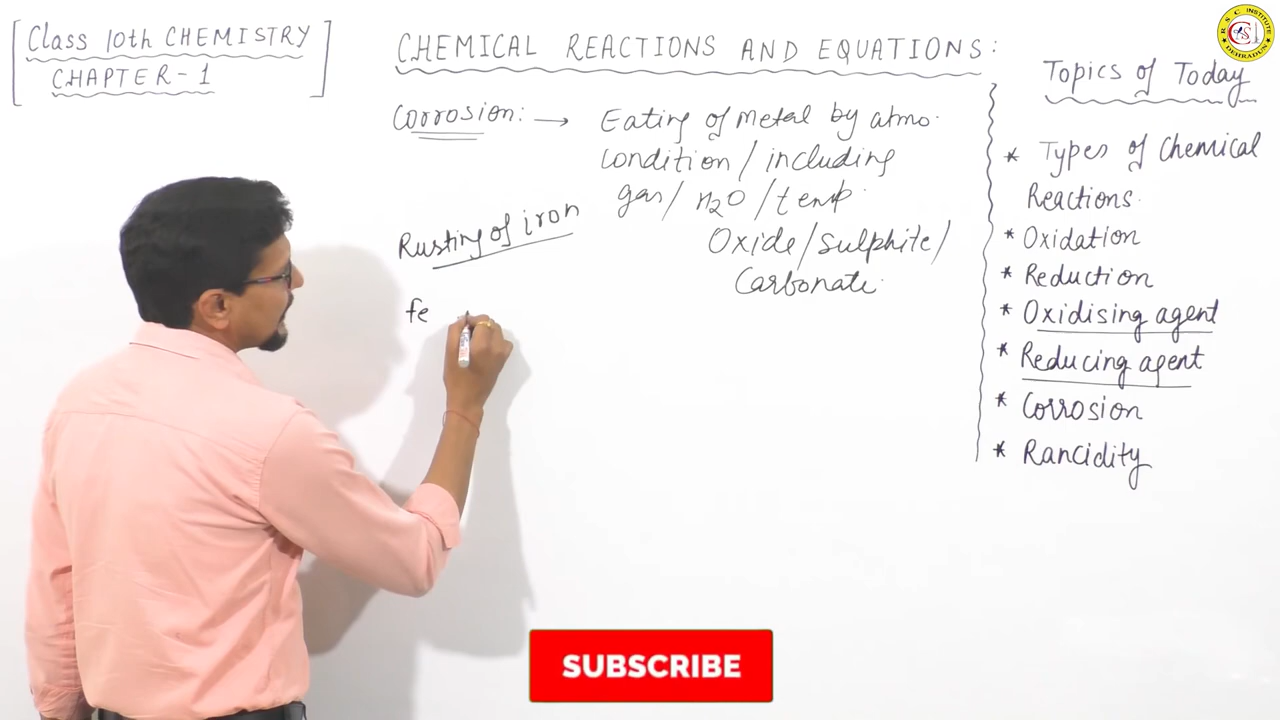 [Class 10th CHEMISTRY
CHAPTER-1]
CHEMICAL REACTIONS AND EQUATIONS:
Corrosion: → Eating of metal by atmo.
condition / including
gas / H2O / temp.
Oxide / Sulphite /
Carbonate.
Rusting of iron
fe
Topics of Today
* Types of Chemical
Reactions.
* Oxidation
* Reduction
* Oxidising agent
* Reducing agent
* Corrosion
* Rancidity
R S C INSTITUTE
DEHRADUN
SUBSCRIBE